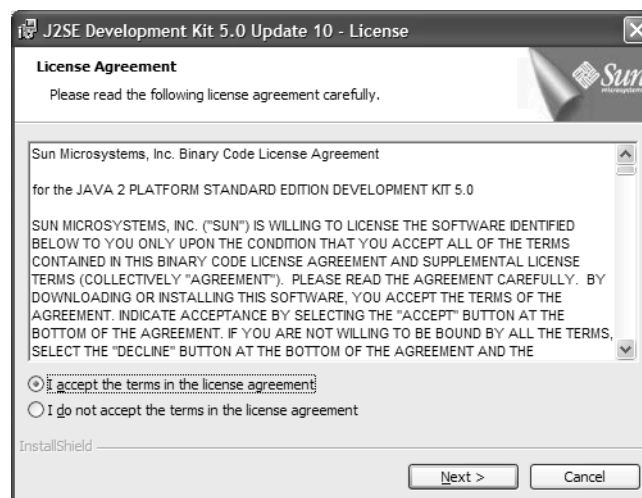 J2SE Development Kit 5.0 Update 10 - License
License Agreement
Please read the following license agreement carefully.
Sun
microsystems
Sun Microsystems, Inc. Binary Code License Agreement
for the JAVA 2 PLATFORM STANDARD EDITION DEVELOPMENT KIT 5.0
SUN MICROSYSTEMS, INC. ("SUN") IS WILLING TO LICENSE THE SOFTWARE IDENTIFIED
BELOW TO YOU ONLY UPON THE CONDITION THAT YOU ACCEPT ALL OF THE TERMS
CONTAINED IN THIS BINARY CODE LICENSE AGREEMENT AND SUPPLEMENTAL LICENSE
TERMS (COLLECTIVELY "AGREEMENT").  PLEASE READ THE AGREEMENT CAREFULLY.  BY
DOWNLOADING OR INSTALLING THIS SOFTWARE, YOU ACCEPT THE TERMS OF THE
AGREEMENT. INDICATE ACCEPTANCE BY SELECTING THE "ACCEPT" BUTTON AT THE
BOTTOM OF THE AGREEMENT. IF YOU ARE NOT WILLING TO BE BOUND BY ALL THE TERMS,
SELECT THE "DECLINE" BUTTON AT THE BOTTOM OF THE AGREEMENT AND THE
I accept the terms in the license agreement
I do not accept the terms in the license agreement
InstallShield
Next >
Cancel